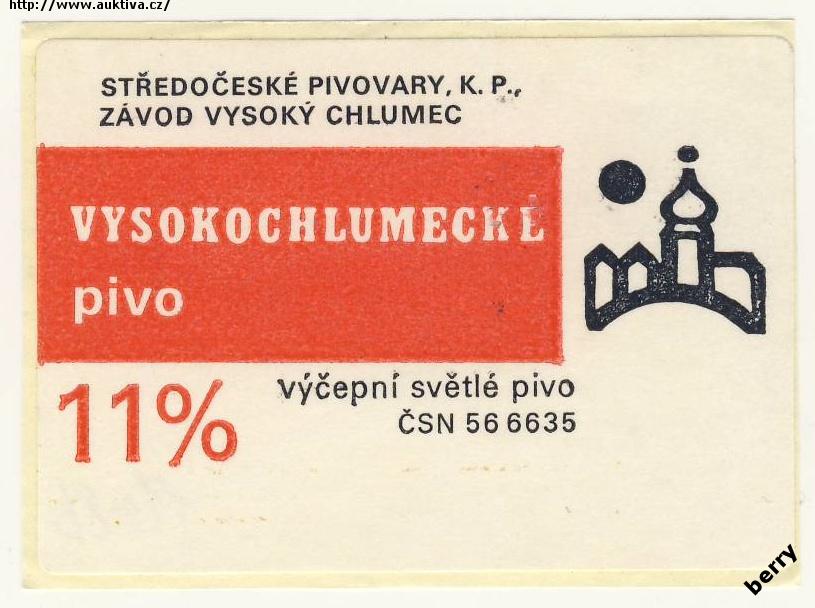 http://www.auktiva.cz/
STŘEDOČESKÉ PIVOVARY, K. P.,
ZÁVOD VYSOKÝ CHLUMEC
VYSOKOCHLUMECKÉ
pivo
11%
výčepní světlé pivo
ČSN 56 6635
berry